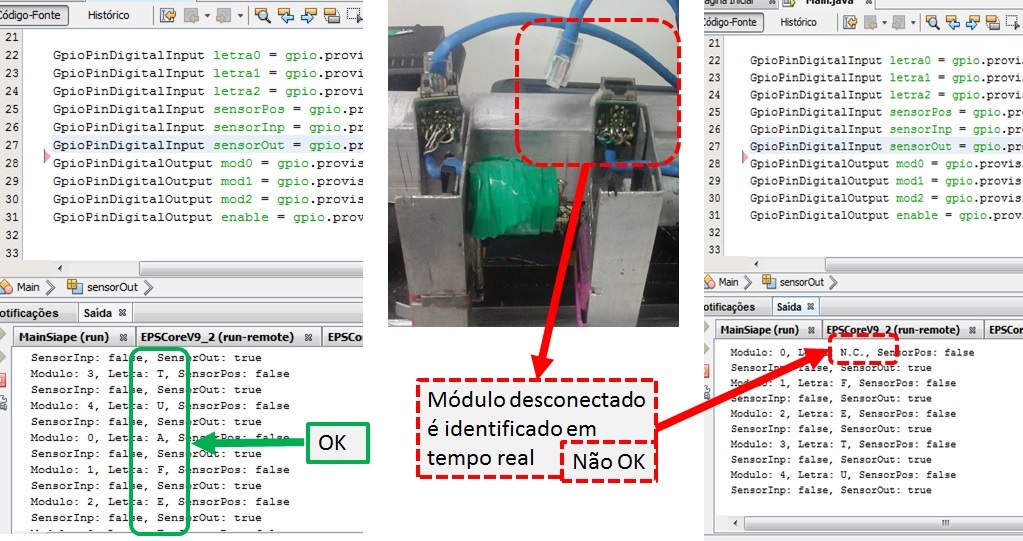 Código-Fonte Histórico
21
22 GpioPinDigitalInput letra0 = gpio.provi
23 GpioPinDigitalInput letra1 = gpio.provi
24 GpioPinDigitalInput letra2 = gpio.provi
25 GpioPinDigitalInput sensorPos = gpio.pr
26 GpioPinDigitalInput sensorInp = gpio.pr
27 GpioPinDigitalInput sensorOut = gpio.pr
28 GpioPinDigitalOutput mod0 = gpio.provis
29 GpioPinDigitalOutput mod1 = gpio.provis
30 GpioPinDigitalOutput mod2 = gpio.provis
31 GpioPinDigitalOutput enable = gpio.prov
32
33
Main sensorOut
otificações Saída
MainSiape (run) EPSCoreV9_2 (run-remote) EPSCo
SensorInp: false, SensorOut: true
Modulo: 3, Letra: T, SensorPos: false
SensorInp: false, SensorOut: true
Modulo: 4, Letra: U, SensorPos: false
SensorInp: false, SensorOut: true
Modulo: 0, Letra: A, SensorPos: false
SensorInp: false, SensorOut: true
Modulo: 1, Letra: F, SensorPos: false
SensorInp: false, SensorOut: true
Modulo: 2, Letra: E, SensorPos: false
SensorInp: false, SensorOut: true
OK
Módulo desconectado
é identificado em
tempo real
Não OK
ágina Inicial Main.java
Código-Fonte Histórico
21
22 GpioPinDigitalInput letra0 = gpio.provi
23 GpioPinDigitalInput letra1 = gpio.provi
24 GpioPinDigitalInput letra2 = gpio.provi
25 GpioPinDigitalInput sensorPos = gpio.pr
26 GpioPinDigitalInput sensorInp = gpio.pr
27 GpioPinDigitalInput sensorOut = gpio.pr
28 GpioPinDigitalOutput mod0 = gpio.provis
29 GpioPinDigitalOutput mod1 = gpio.provis
30 GpioPinDigitalOutput mod2 = gpio.provis
31 GpioPinDigitalOutput enable = gpio.prov
32
33
Main sensorOut
otificações Saída
MainSiape (run) EPSCoreV9_2 (run-remote) EPSCo
Modulo: 0, Letra: N.C., SensorPos: false
SensorInp: false, SensorOut: true
Modulo: 1, Letra: F, SensorPos: false
SensorInp: false, SensorOut: true
Modulo: 2, Letra: E, SensorPos: false
SensorInp: false, SensorOut: true
Modulo: 3, Letra: T, SensorPos: false
SensorInp: false, SensorOut: true
Modulo: 4, Letra: U, SensorPos: false
SensorInp: false, SensorOut: true